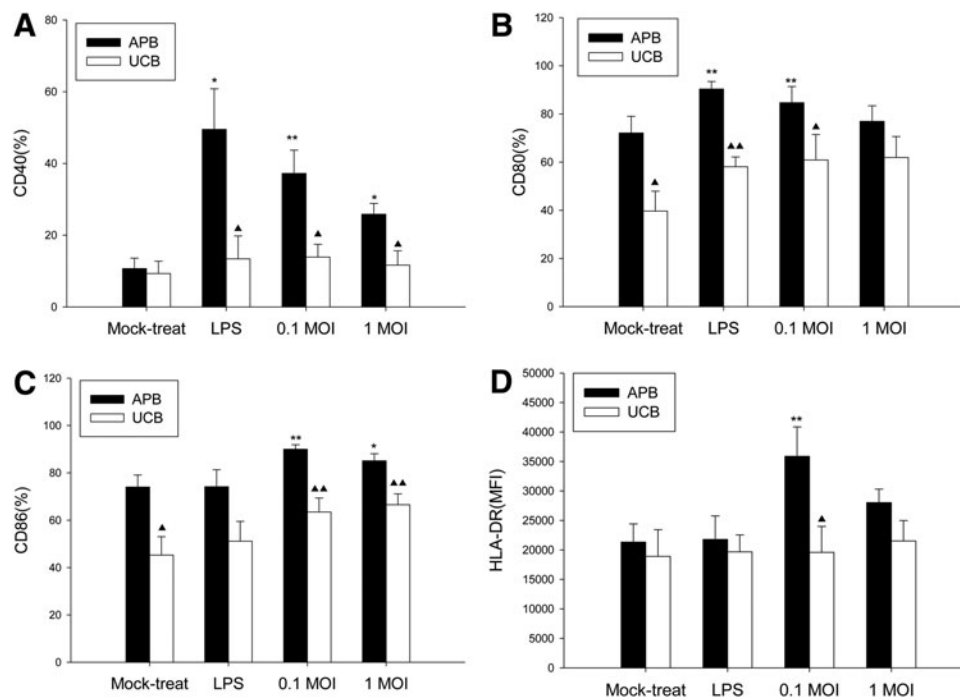 A
APB
UCB
CD40(%)
60
40
20
0
*
**
*
▲
▲
▲
Mock-treat LPS 0.1 MOI 1 MOI
B
APB
UCB
CD80(%)
120
100
80
60
40
20
0
**
**
▲
▲▲
▲
Mock-treat LPS 0.1 MOI 1 MOI
C
APB
UCB
CD86(%)
120
100
80
60
40
20
0
**
*
▲
▲▲
▲▲
Mock-treat LPS 0.1 MOI 1 MOI
D
APB
UCB
HLA-DR(MFI)
50000
45000
40000
35000
30000
25000
20000
15000
10000
5000
0
**
▲
Mock-treat LPS 0.1 MOI 1 MOI